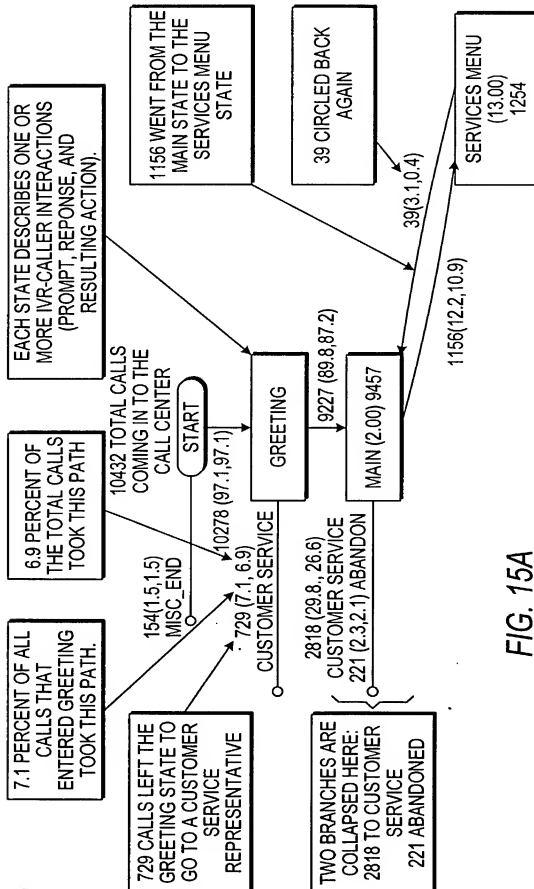 7.1 PERCENT OF ALL
CALLS THAT
ENTERED GREETING
TOOK THIS PATH.
6.9 PERCENT OF
THE TOTAL CALLS
TOOK THIS PATH
EACH STATE DESCRIBES ONE OR
MORE IVR-CALLER INTERACTIONS
(PROMPT, REPONSE, AND
RESULTING ACTION).
10432 TOTAL CALLS
COMING IN TO THE
CALL CENTER
START
154(1.5,1.5)
MISC_END
10278 (97.1,97.1)
729 CALLS LEFT THE
GREETING STATE TO
GO TO A CUSTOMER
SERVICE
REPRESENTATIVE
729 (7.1, 6.9)
CUSTOMER SERVICE
GREETING
1156 WENT FROM THE
MAIN STATE TO THE
SERVICES MENU
STATE
9227 (89.8,87.2)
39 CIRCLED BACK
AGAIN
TWO BRANCHES ARE
COLLAPSED HERE:
2818 TO CUSTOMER
SERVICE
221 ABANDONED
2818 (29.8., 26.6)
CUSTOMER SERVICE
221 (2.3,2.1) ABANDON
MAIN (2.00) 9457
39(3.1,0.4)
1156(12.2,10.9)
SERVICES MENU
(13.00)
1254
FIG. 15A